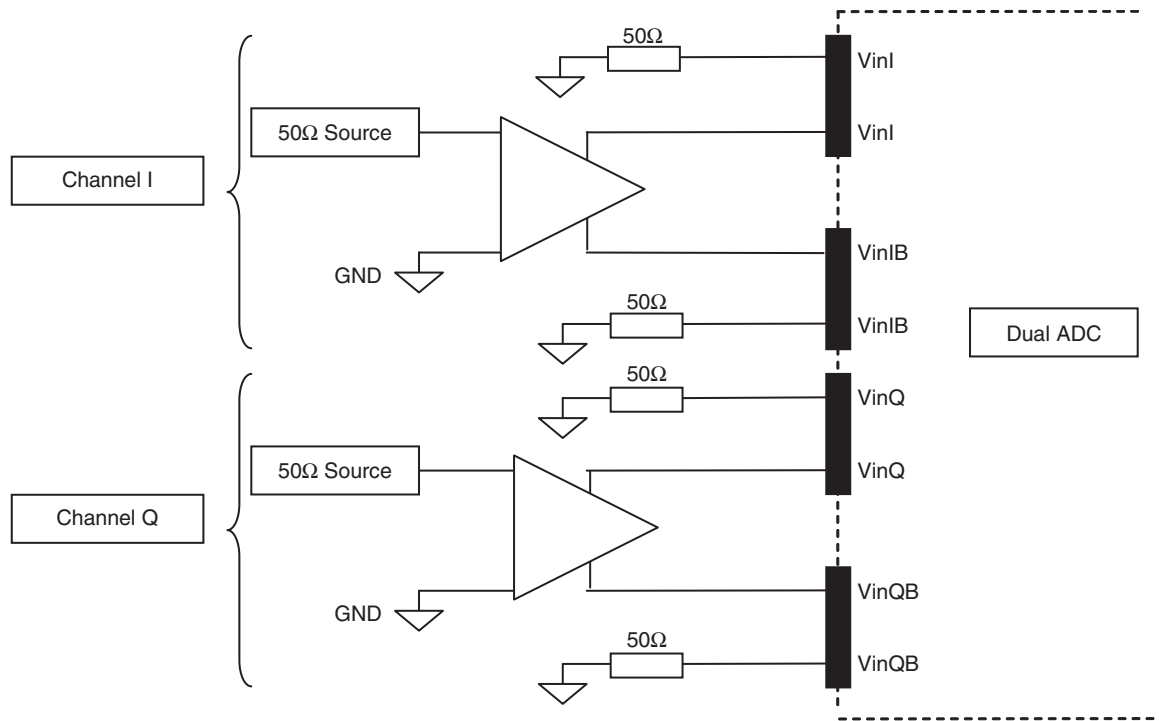 50Ω
VinI
50Ω Source
VinI
Channel I
VinIB
GND
50Ω
VinIB
Dual ADC
50Ω
VinQ
50Ω Source
VinQ
Channel Q
VinQB
GND
50Ω
VinQB